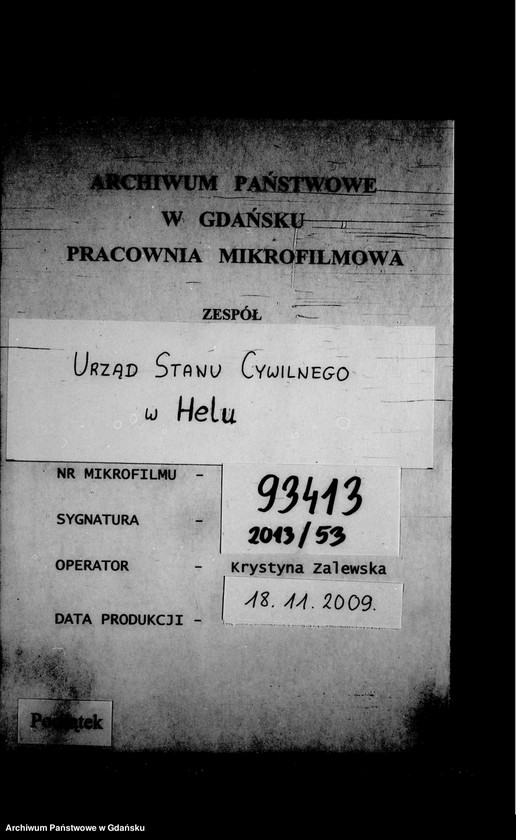 ARCHIWUM PAŃSTWOWE
W GDAŃSKU
PRACOWNIA MIKROFILMOWA
ZESPÓŁ
URZĄD STANU CYWILNEGO
w Helu
NR MIKROFILMU - 93413
SYGNATURA - 2013/53
OPERATOR - Krystyna Zalewska
DATA PRODUKCJI - 18.11.2009.
Początek
Archiwum Państwowe w Gdańsku